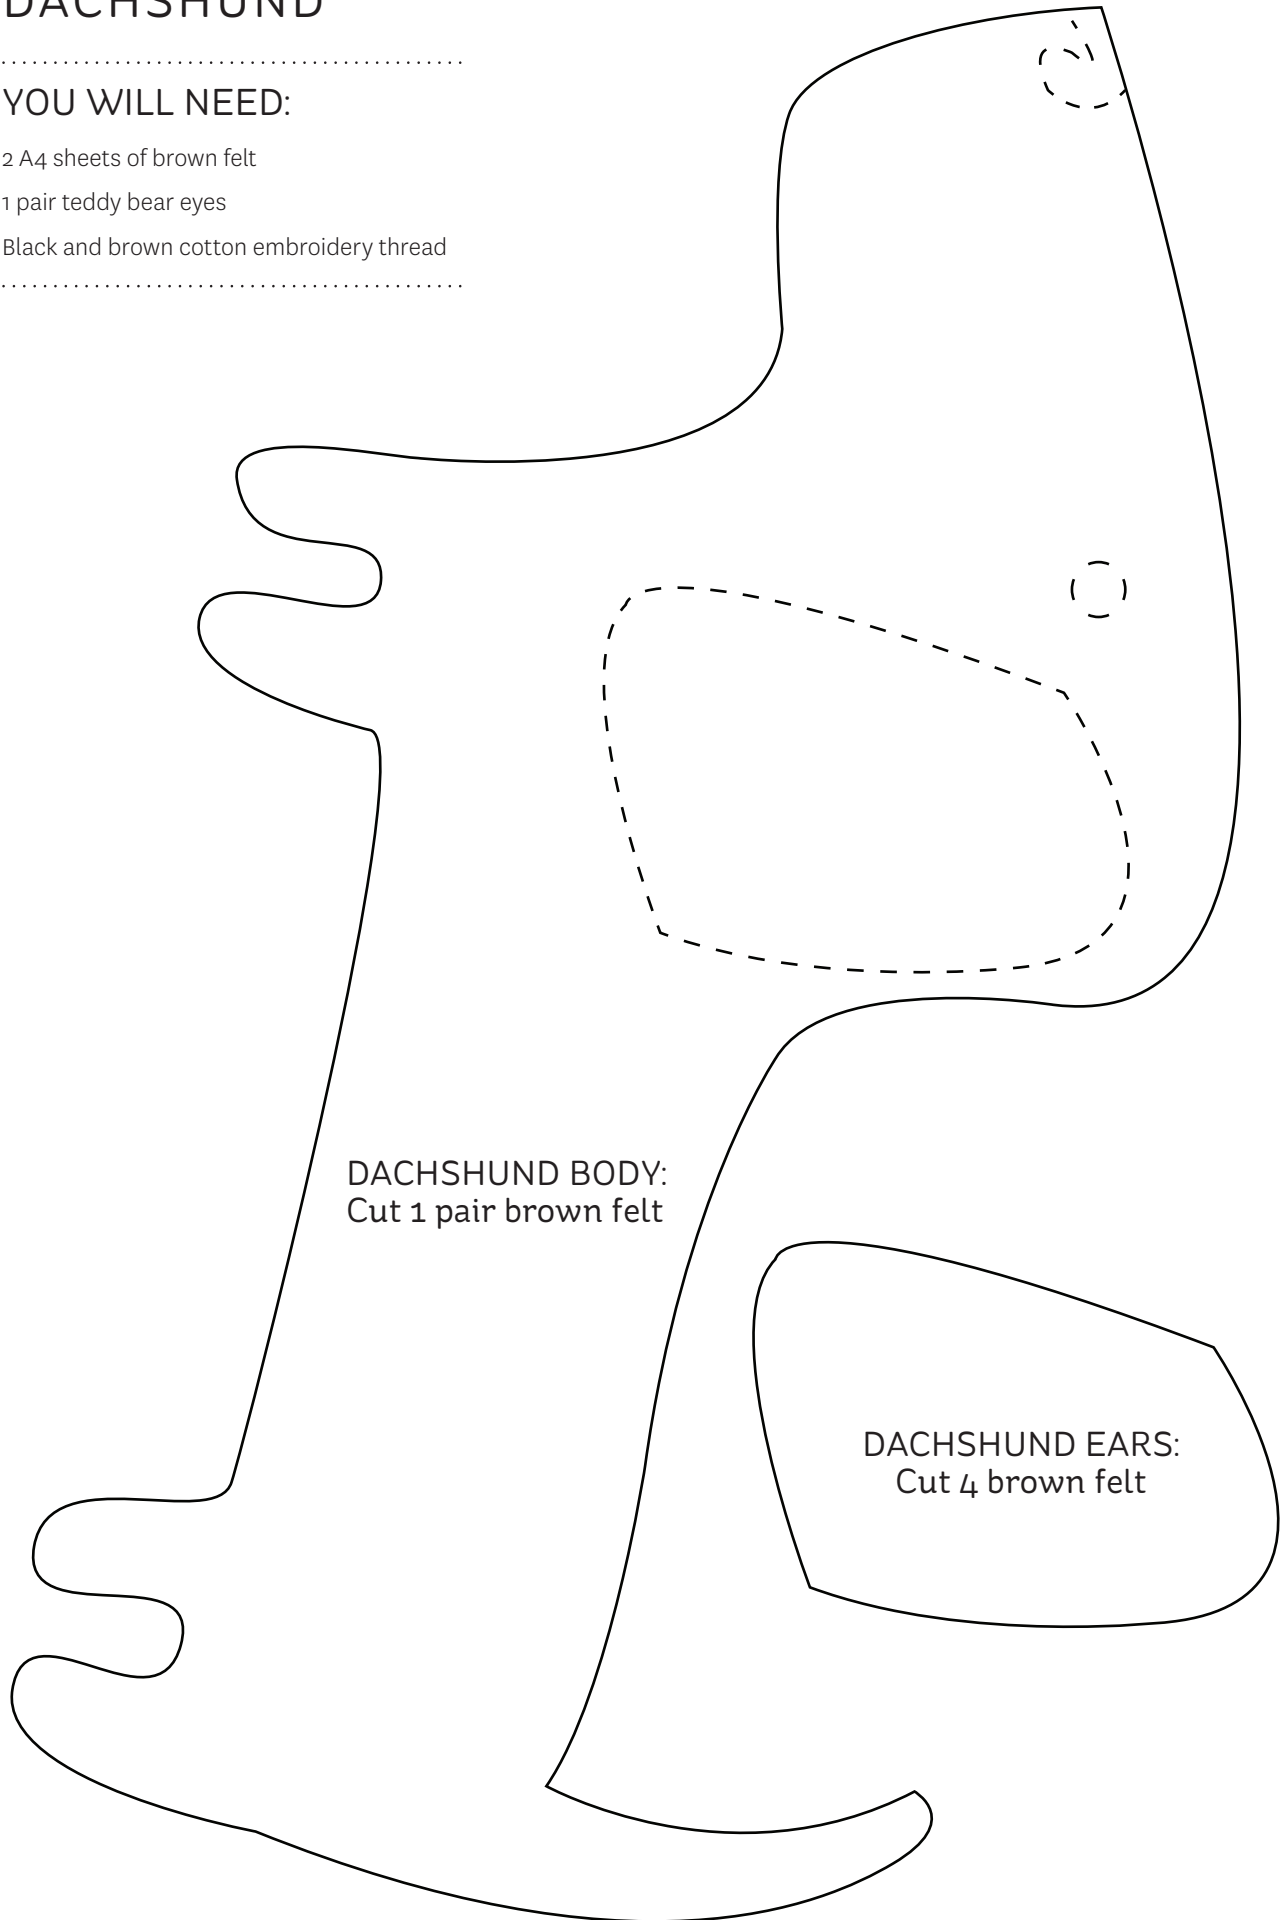 DACHSHUND
YOU WILL NEED:
2 A4 sheets of brown felt
1 pair teddy bear eyes
Black and brown cotton embroidery thread
DACHSHUND BODY:
Cut 1 pair brown felt
DACHSHUND EARS:
Cut 4 brown felt